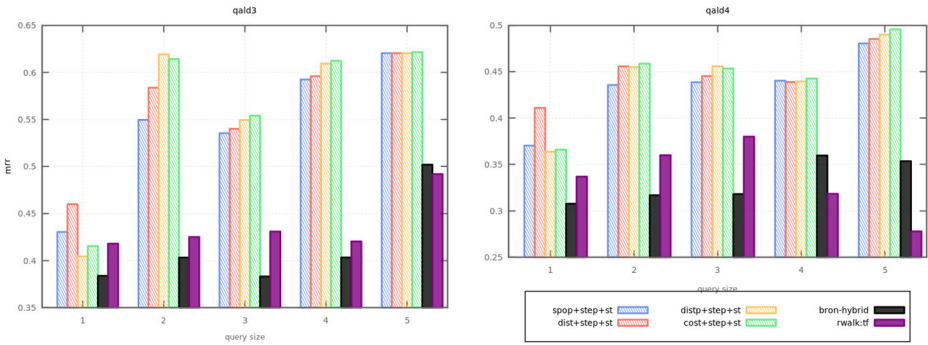 qald3
0.65
0.6
0.55
0.5
0.45
0.4
0.35
mrr
1 2 3 4 5
query size
qald4
0.5
0.45
0.4
0.35
0.3
0.25
1 2 3 4 5
query size
spop+step+st distp+step+st bron-hybrid
dist+step+st cost+step+st rwalk:tf